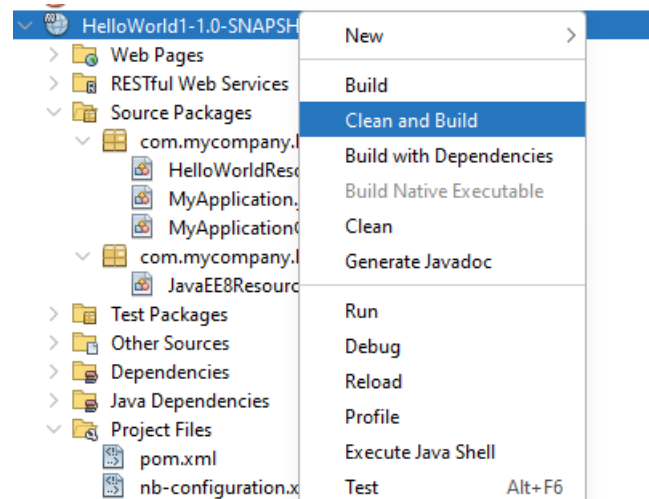 HelloWorld1-1.0-SNAPSH
Web Pages
RESTful Web Services
Source Packages
com.mycompany.
HelloWorldReso
MyApplication.
MyApplication
com.mycompany.
JavaEE8Resourc
Test Packages
Other Sources
Dependencies
Java Dependencies
Project Files
pom.xml
nb-configuration.x
New
Build
Clean and Build
Build with Dependencies
Build Native Executable
Clean
Generate Javadoc
Run
Debug
Reload
Profile
Execute Java Shell
Test Alt+F6